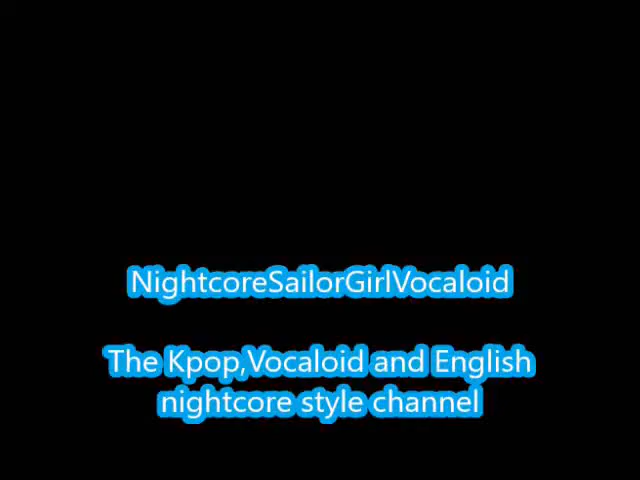 NightcoreSailorGirlVocaloid
The Kpop,Vocaloid and English
nightcore style channel